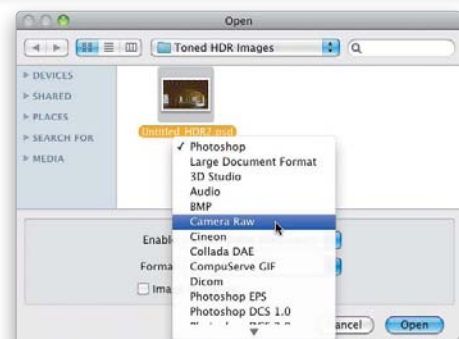 Open
Toned HDR Images
DEVICES
SHARED
PLACES
SEARCH FOR
MEDIA
Untitled_HDR2.psd
✓ Photoshop
Large Document Format
3D Studio
Audio
BMP
Camera Raw
Cineon
Collada DAE
CompuServe GIF
Dicom
Photoshop EPS
Photoshop DCS 1.0
Enabl
Forma
Ima
ancel
Open